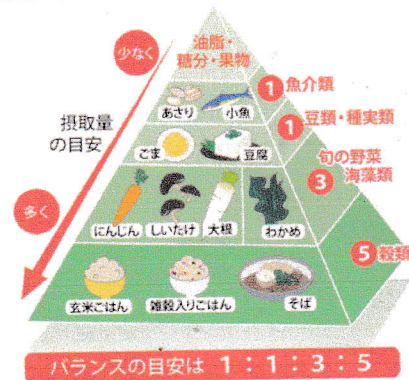 少なく
油脂・
糖分・果物
1 魚介類
あさり
小魚
摂取量
の目安
1 豆類・種実類
ごま
豆腐
旬の野菜
3 海藻類
多く
にんじん
しいたけ
大根
わかめ
5 穀類
玄米ごはん
雑穀入りごはん
そば
バランスの目安は 1:1:3:5